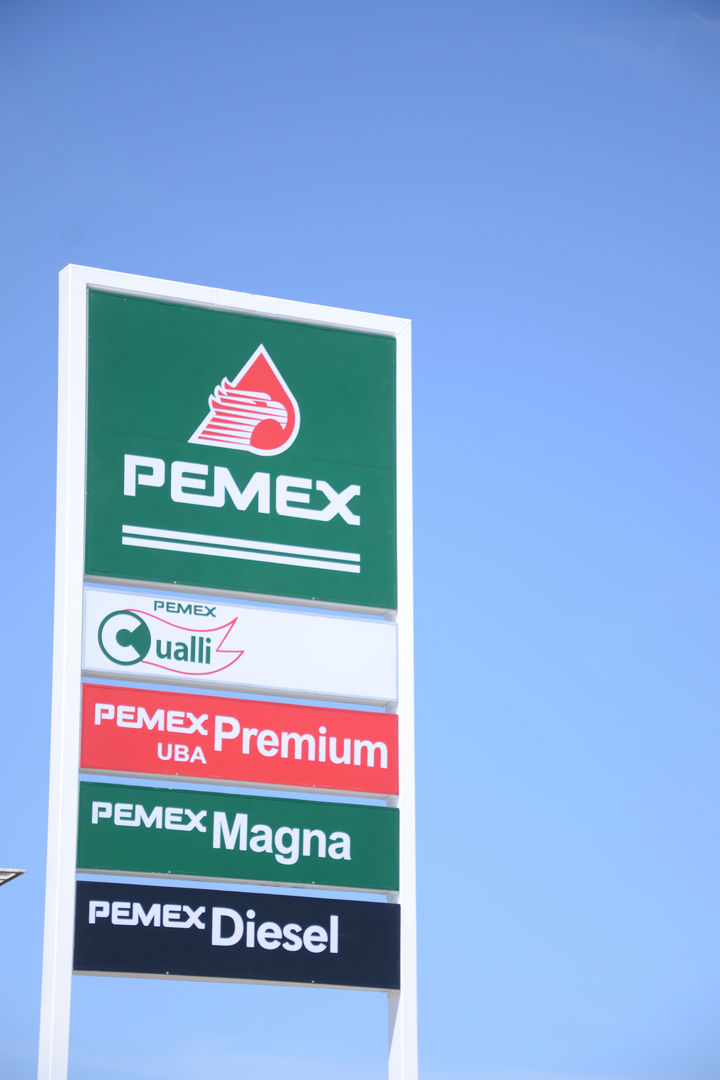 PEMEX
PEMEX
Cualli
PEMEX Premium
UBA
PEMEX Magna
PEMEX Diesel